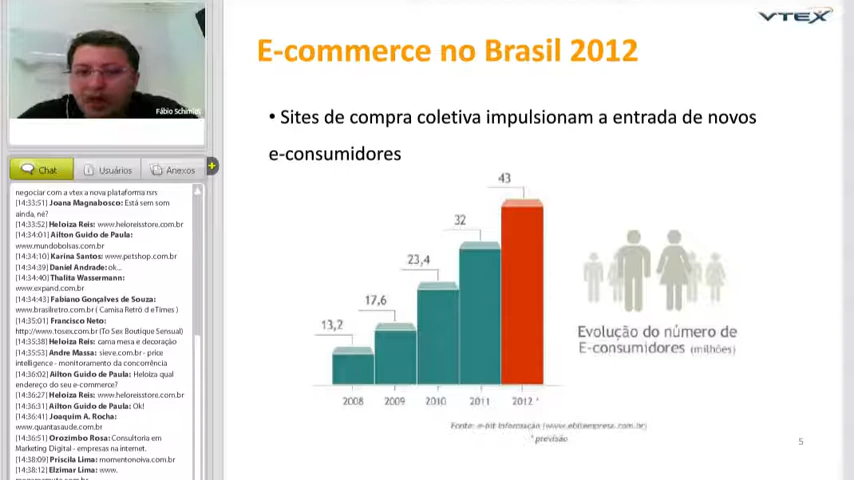 VTEX
E-commerce no Brasil 2012
• Sites de compra coletiva impulsionam a entrada de novos
e-consumidores
Fábio Schmitt
Chat
Usuários
Anexos
negociar com a vtex a nova plataforma rsrs
[14:33:51] Joana Magnabosco: Está sem som
ainda, né?
[14:33:52] Heloiza Reis: www.heloreisstore.com.br
[14:34:01] Ailton Guido de Paula:
www.mundobolsas.com.br
[14:34:10] Karina Santos: www.petshop.com.br
[14:34:39] Daniel Andrade: ok...
[14:34:40] Thalita Wassermann:
www.expand.com.br
[14:34:43] Fabiano Gonçalves de Souza:
www.brasilretro.com.br ( Camisa Retrô d eTimes )
[14:35:01] Francisco Neto:
http://www.tosex.com.br (To Sex Boutique Sensual)
[14:35:38] Heloiza Reis: cama mesa e decoração
[14:35:53] Andre Massa: sieve.com.br - price
intelligence - monitoramento da concorrência
[14:36:02] Ailton Guido de Paula: Heloiza qual
endereço do seu e-commerce?
[14:36:27] Heloiza Reis: www.heloreisstore.com.br
[14:36:31] Ailton Guido de Paula: Ok!
[14:36:41] Joaquim A. Rocha:
www.quantasaude.com.br
[14:36:51] Orozimbo Rosa: Consultoria em
Marketing Digital - empresas na internet.
[14:38:09] Priscila Lima: momentonoiva.com.br
[14:38:12] Elzimar Lima: www.
43
32
23,4
17,6
13,2
2008
2009
2010
2011
2012 *
Evolução do número de
E-consumidores (milhões)
Fonte: e-bit Informação (www.ebitempresa.com.br)
* previsão
5